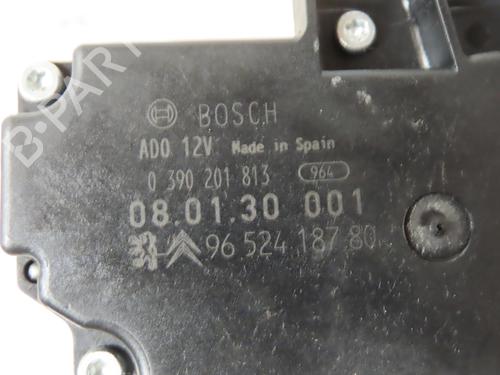 BOSCH
ADO 12V Made in Spain
0 390 201 813 964
08.01.30 001
96 524 187 80
B-PARTS